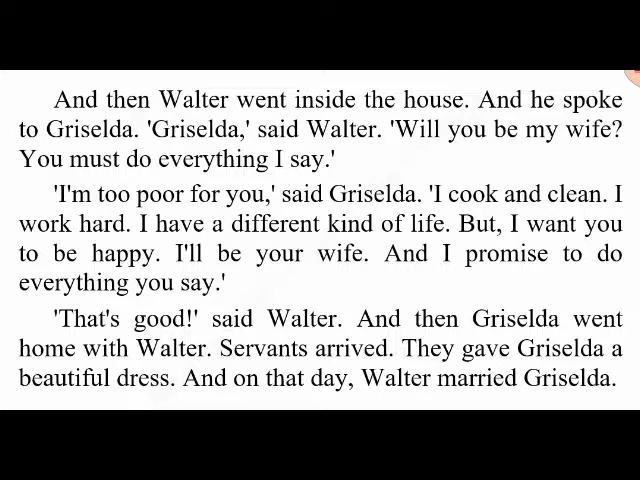 And then Walter went inside the house. And he spoke
to Griselda. 'Griselda,' said Walter. 'Will you be my wife?
You must do everything I say.'
'I'm too poor for you,' said Griselda. 'I cook and clean. I
work hard. I have a different kind of life. But, I want you
to be happy. I'll be your wife. And I promise to do
everything you say.'
'That's good!' said Walter. And then Griselda went
home with Walter. Servants arrived. They gave Griselda a
beautiful dress. And on that day, Walter married Griselda.